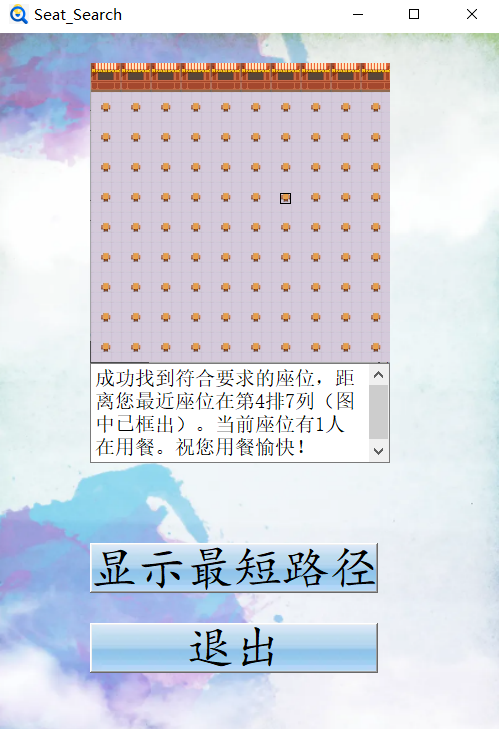 Seat_Search
成功找到符合要求的座位，距
离您最近座位在第4排7列（图
中已框出）。当前座位有1人
在用餐。祝您用餐愉快！
显示最短路径
退出